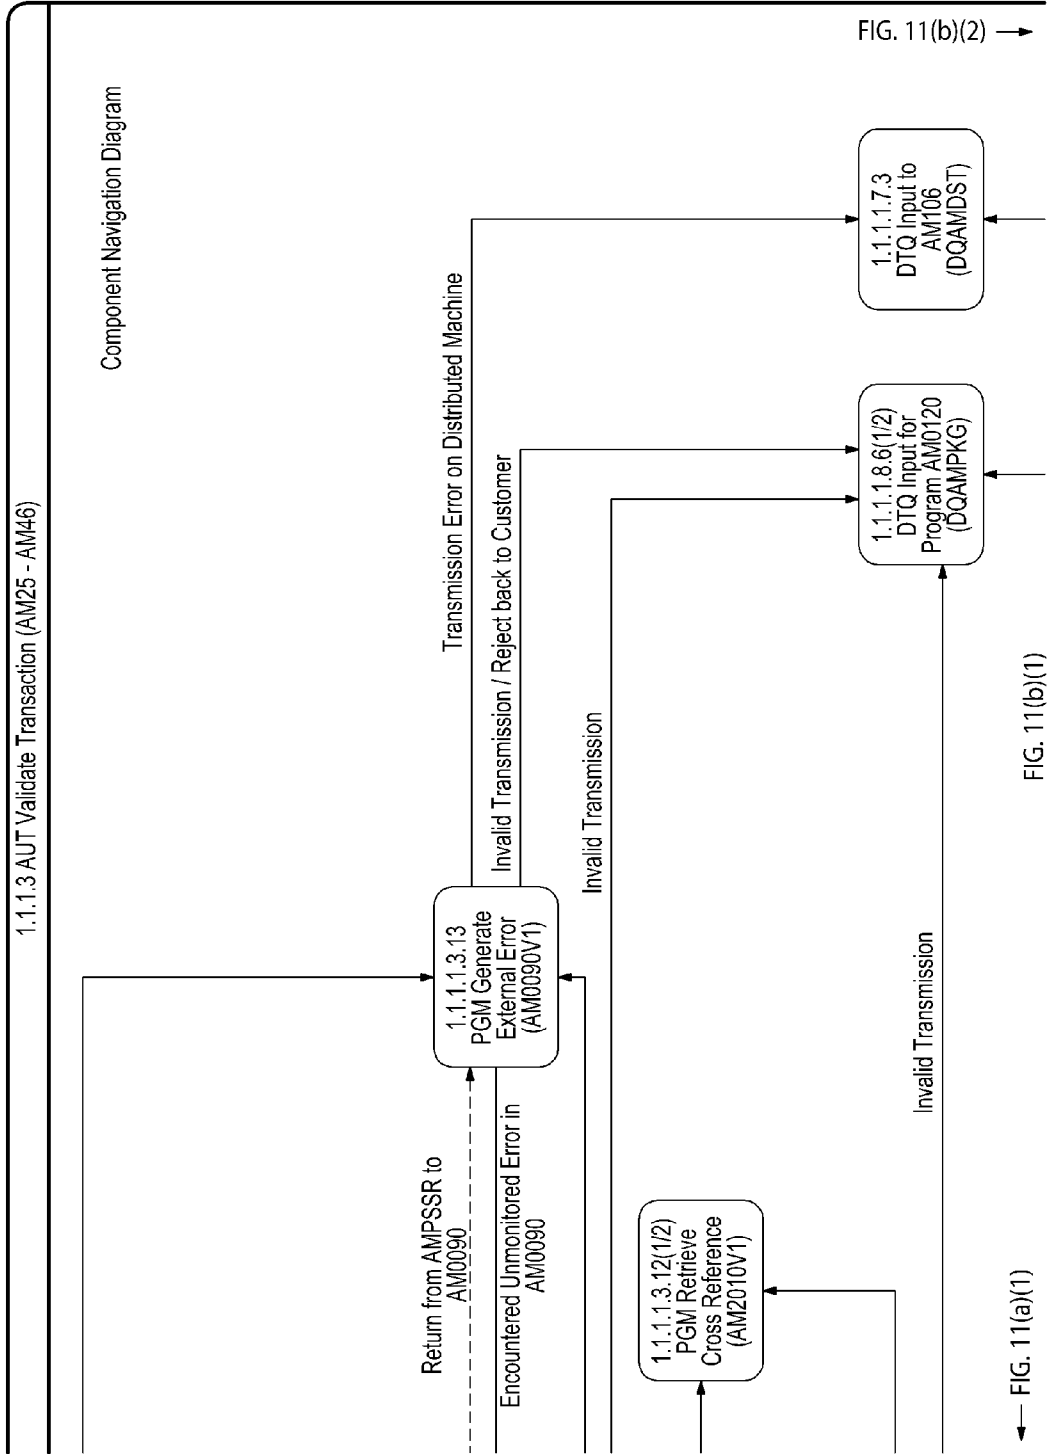 1.1.1.3 AUT Validate Transaction (AM25 - AM46)
Component Navigation Diagram
Return from AMPSSR to
AM0090
Encountered Unmonitored Error in
AM0090
1.1.1.1.3.13
PGM Generate
External Error
(AM0090V1)
Transmission Error on Distributed Machine
Invalid Transmission / Reject back to Customer
Invalid Transmission
1.1.1.1.3.12(1/2)
PGM Retrieve
Cross Reference
(AM2010V1)
Invalid Transmission
1.1.1.1.8.6(1/2)
DTQ Input for
Program AM0120
(DQAMPKG)
1.1.1.1.7.3
DTQ Input to
AM106
(DQAMDST)
FIG. 11(a)(1)
FIG. 11(b)(1)
FIG. 11(b)(2)